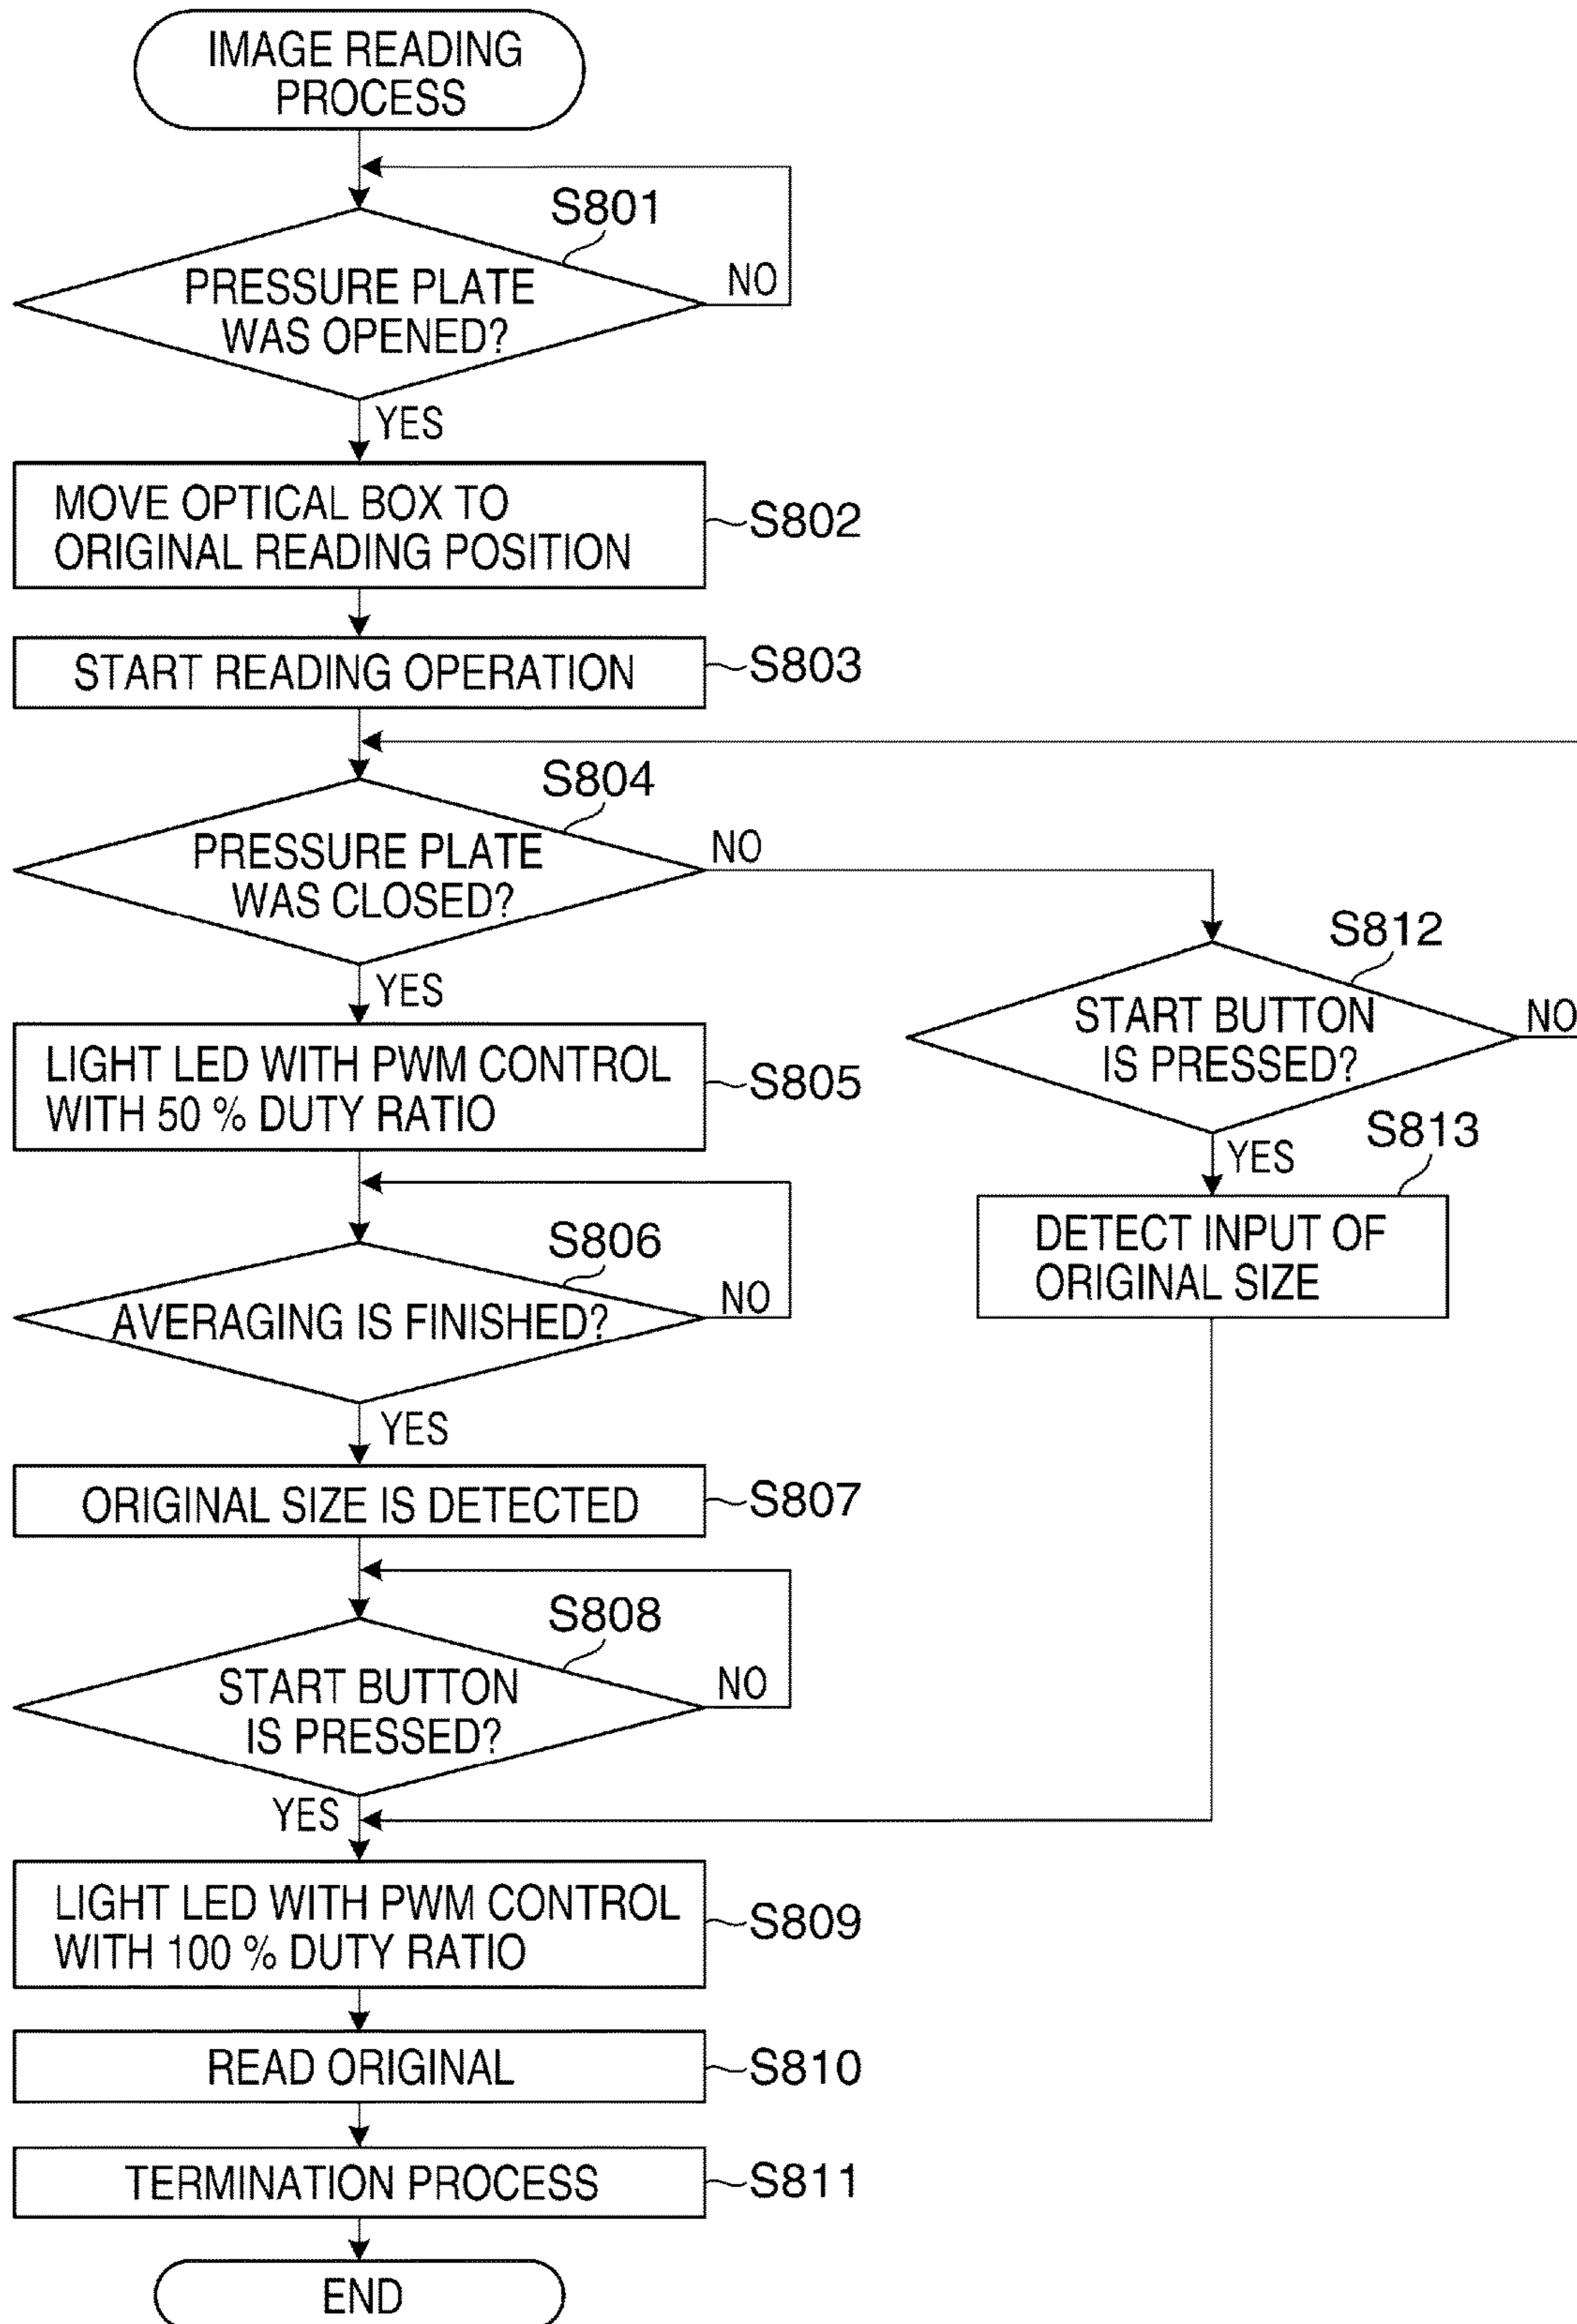 IMAGE READING
PROCESS
S801
PRESSURE PLATE
WAS OPENED?
NO
YES
MOVE OPTICAL BOX TO
ORIGINAL READING POSITION
S802
START READING OPERATION
S803
S804
PRESSURE PLATE
WAS CLOSED?
NO
YES
S812
START BUTTON
IS PRESSED?
NO
YES
LIGHT LED WITH PWM CONTROL
WITH 50 % DUTY RATIO
S805
S813
DETECT INPUT OF
ORIGINAL SIZE
S806
AVERAGING IS FINISHED?
NO
YES
ORIGINAL SIZE IS DETECTED
S807
S808
START BUTTON
IS PRESSED?
NO
YES
LIGHT LED WITH PWM CONTROL
WITH 100 % DUTY RATIO
S809
READ ORIGINAL
S810
TERMINATION PROCESS
S811
END